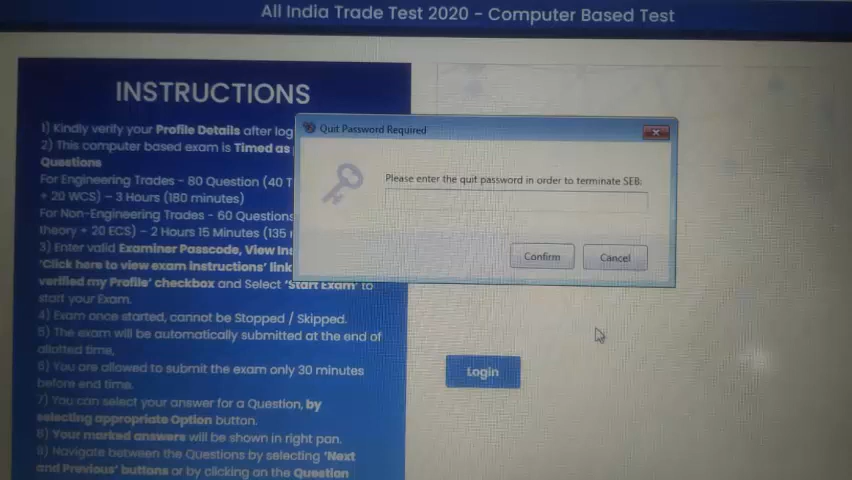 All India Trade Test 2020 - Computer Based Test
INSTRUCTIONS
1) Kindly verify your Profile Details after log
2) This computer based exam is Timed as
Questions
For Engineering Trades - 80 Question (40 T
+ 20 WCS) – 3 Hours (180 minutes)
For Non-Engineering Trades - 60 Questions
theory + 20 ECS) – 2 Hours 15 Minutes (135
3) Enter valid Examiner Passcode, View Ins
'Click here to view exam instructions' link
verified my Profile' checkbox and Select 'Start Exam' to
start your Exam.
4) Exam once started, cannot be Stopped / Skipped.
5) The exam will be automatically submitted at the end of
allotted time,
6) You are allowed to submit the exam only 30 minutes
before end time.
7) You can select your answer for a Question, by
selecting appropriate Option button.
8) Your marked answers will be shown in right pan.
9) Navigate between the Questions by selecting 'Next
and Previous' buttons or by clicking on the Question
Quit Password Required
Please enter the quit password in order to terminate SEB:
Confirm
Cancel
Login